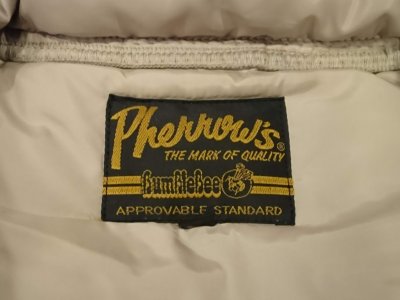 Pherrow's®
THE MARK OF QUALITY
BumbleBee
APPROVABLE STANDARD